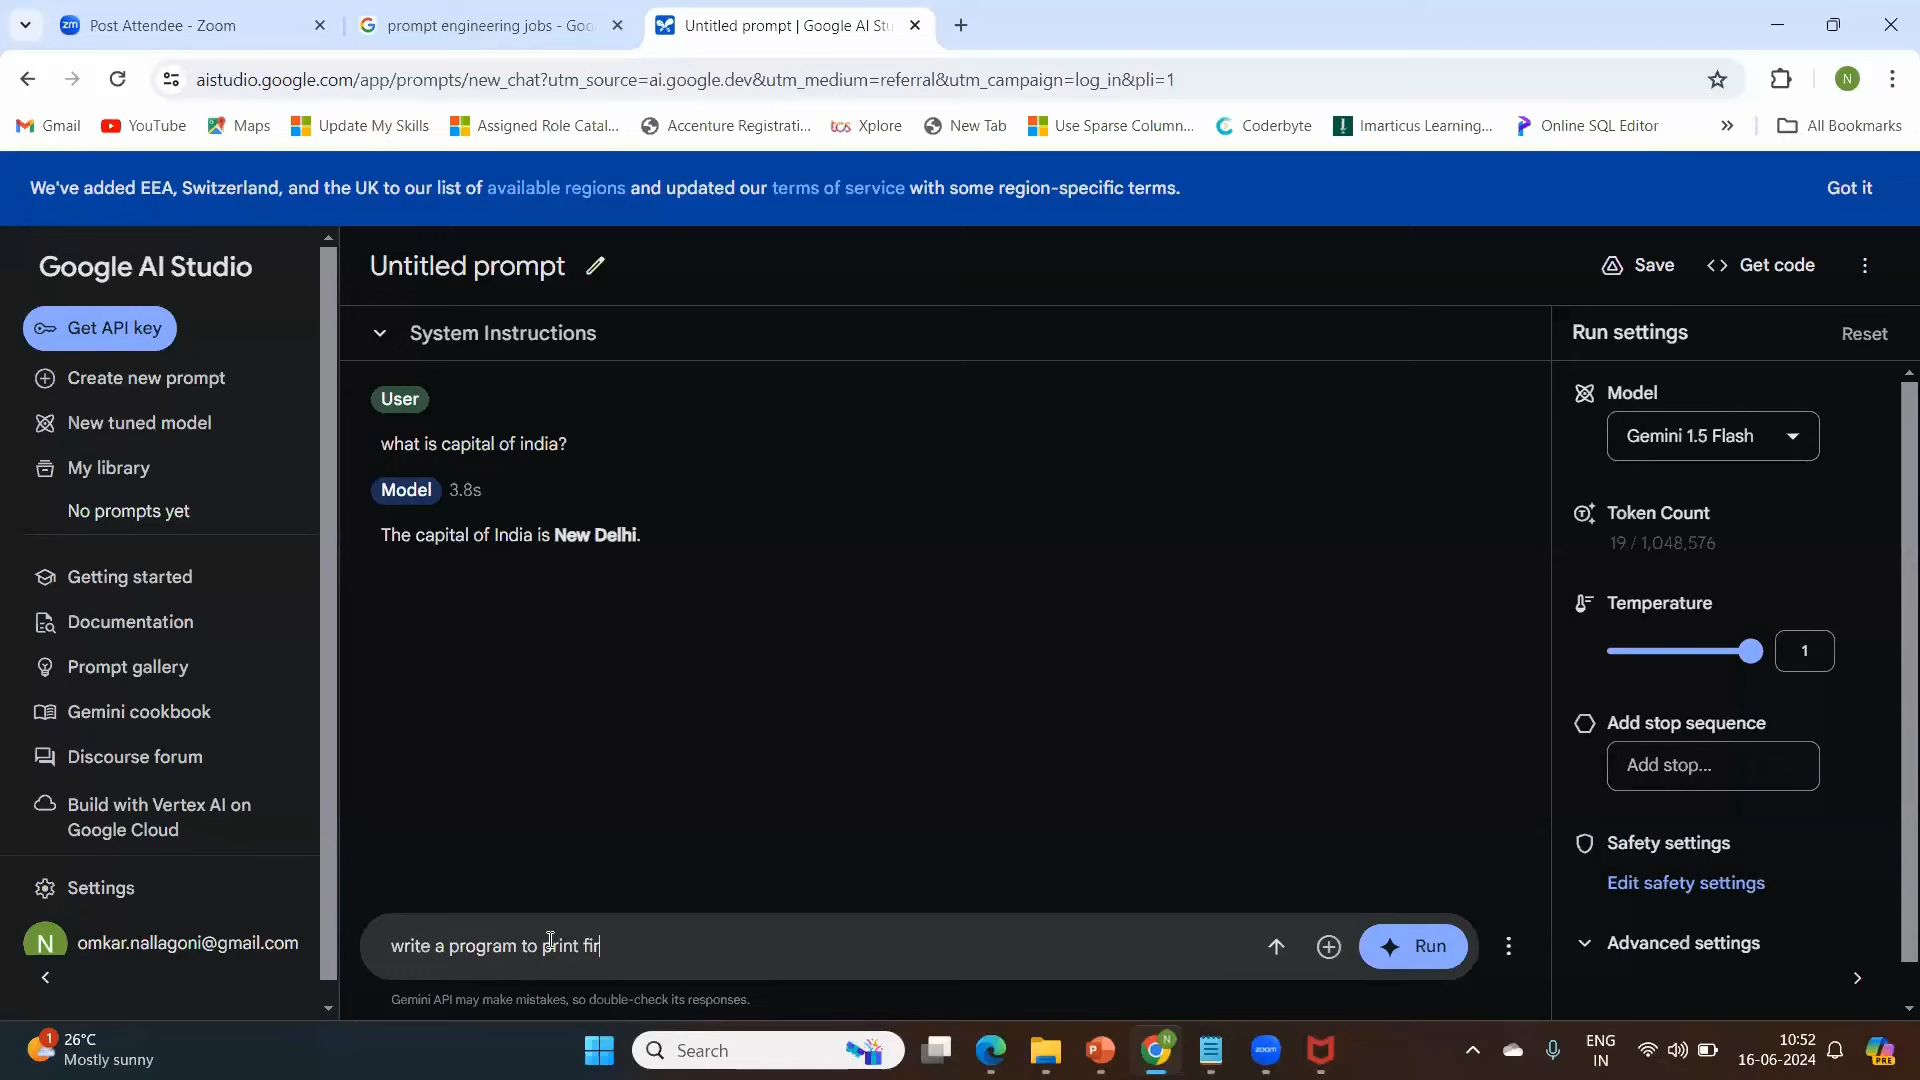 Post Attendee - Zoom
prompt engineering jobs - Goo
Untitled prompt | Google AI Stu
aistudio.google.com/app/prompts/new_chat?utm_source=ai.google.dev&utm_medium=referral&utm_campaign=log_in&pli=1
N
Gmail
YouTube
Maps
Update My Skills
Assigned Role Catal...
Accenture Registrati...
tcs Xplore
New Tab
Use Sparse Column...
Coderbyte
Imarticus Learning...
Online SQL Editor
All Bookmarks
We've added EEA, Switzerland, and the UK to our list of available regions and updated our terms of service with some region-specific terms.
Got it
Google AI Studio
Get API key
Create new prompt
New tuned model
My library
No prompts yet
Getting started
Documentation
Prompt gallery
Gemini cookbook
Discourse forum
Build with Vertex AI on
Google Cloud
Settings
N omkar.nallagoni@gmail.com
Untitled prompt
Save
Get code
System Instructions
User
what is capital of india?
Model 3.8s
The capital of India is New Delhi.
write a program to print fir
Run
Gemini API may make mistakes, so double-check its responses.
Run settings
Reset
Model
Gemini 1.5 Flash
Token Count
19 / 1,048,576
Temperature
1
Add stop sequence
Add stop...
Safety settings
Edit safety settings
Advanced settings
1
26°C
Mostly sunny
Search
zoom
ENG
IN
10:52
16-06-2024
PRE